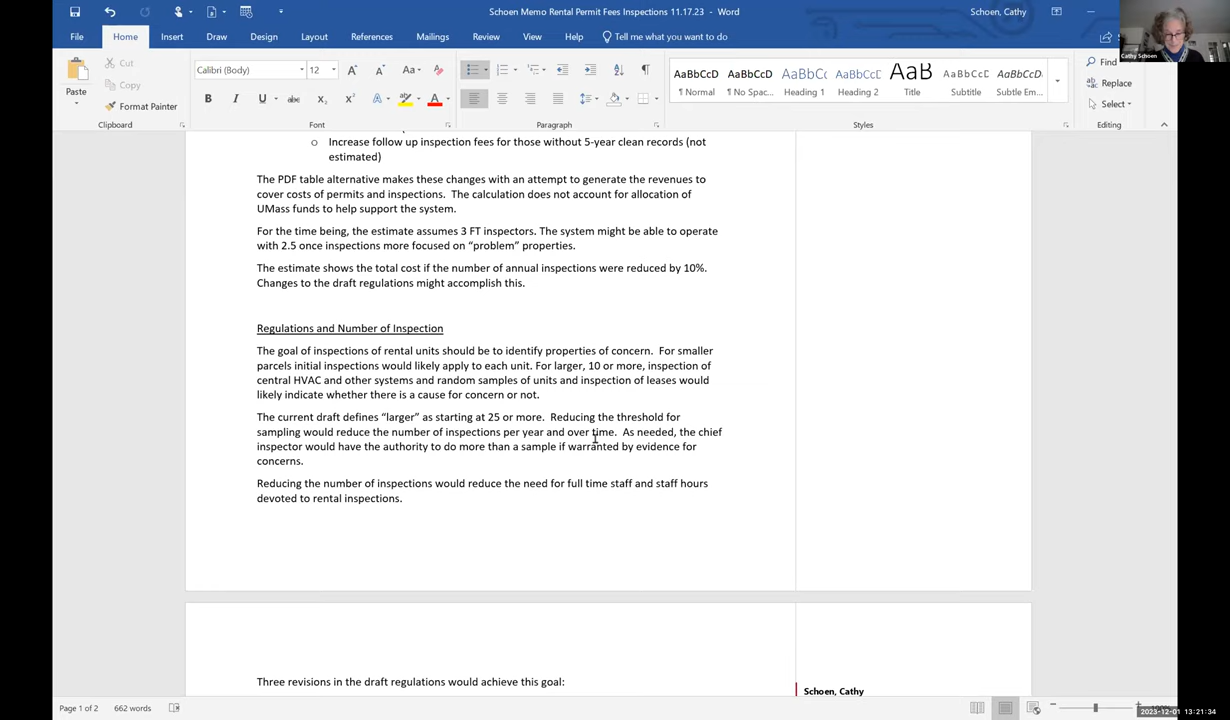 Schoen Memo Rental Permit Fees Inspections 11.17.23 - Word
Schoen, Cathy
File Home Insert Draw Design Layout References Mailings Review View Help Tell me what you want to do
Cathy Schoen
Paste
Cut
Copy
Format Painter
Clipboard
Calibri (Body) 12
Font
Paragraph
AaBbCcD AaBbCcD AaBbC AaBbCcD AaB AaBbCcD AaBbCcD
¶ Normal ¶ No Spac... Heading 1 Heading 2 Title Subtitle Subtle Em...
Styles
Find
Replace
Select
Editing
o Increase follow up inspection fees for those without 5-year clean records (not
estimated)
The PDF table alternative makes these changes with an attempt to generate the revenues to
cover costs of permits and inspections. The calculation does not account for allocation of
UMass funds to help support the system.
For the time being, the estimate assumes 3 FT inspectors. The system might be able to operate
with 2.5 once inspections more focused on “problem” properties.
The estimate shows the total cost if the number of annual inspections were reduced by 10%.
Changes to the draft regulations might accomplish this.
Regulations and Number of Inspection
The goal of inspections of rental units should be to identify properties of concern. For smaller
parcels initial inspections would likely apply to each unit. For larger, 10 or more, inspection of
central HVAC and other systems and random samples of units and inspection of leases would
likely indicate whether there is a cause for concern or not.
The current draft defines “larger” as starting at 25 or more. Reducing the threshold for
sampling would reduce the number of inspections per year and over time. As needed, the chief
inspector would have the authority to do more than a sample if warranted by evidence for
concerns.
Reducing the number of inspections would reduce the need for full time staff and staff hours
devoted to rental inspections.
Three revisions in the draft regulations would achieve this goal:
Schoen, Cathy
Page 1 of 2 662 words
2023-12-01 13:21:34